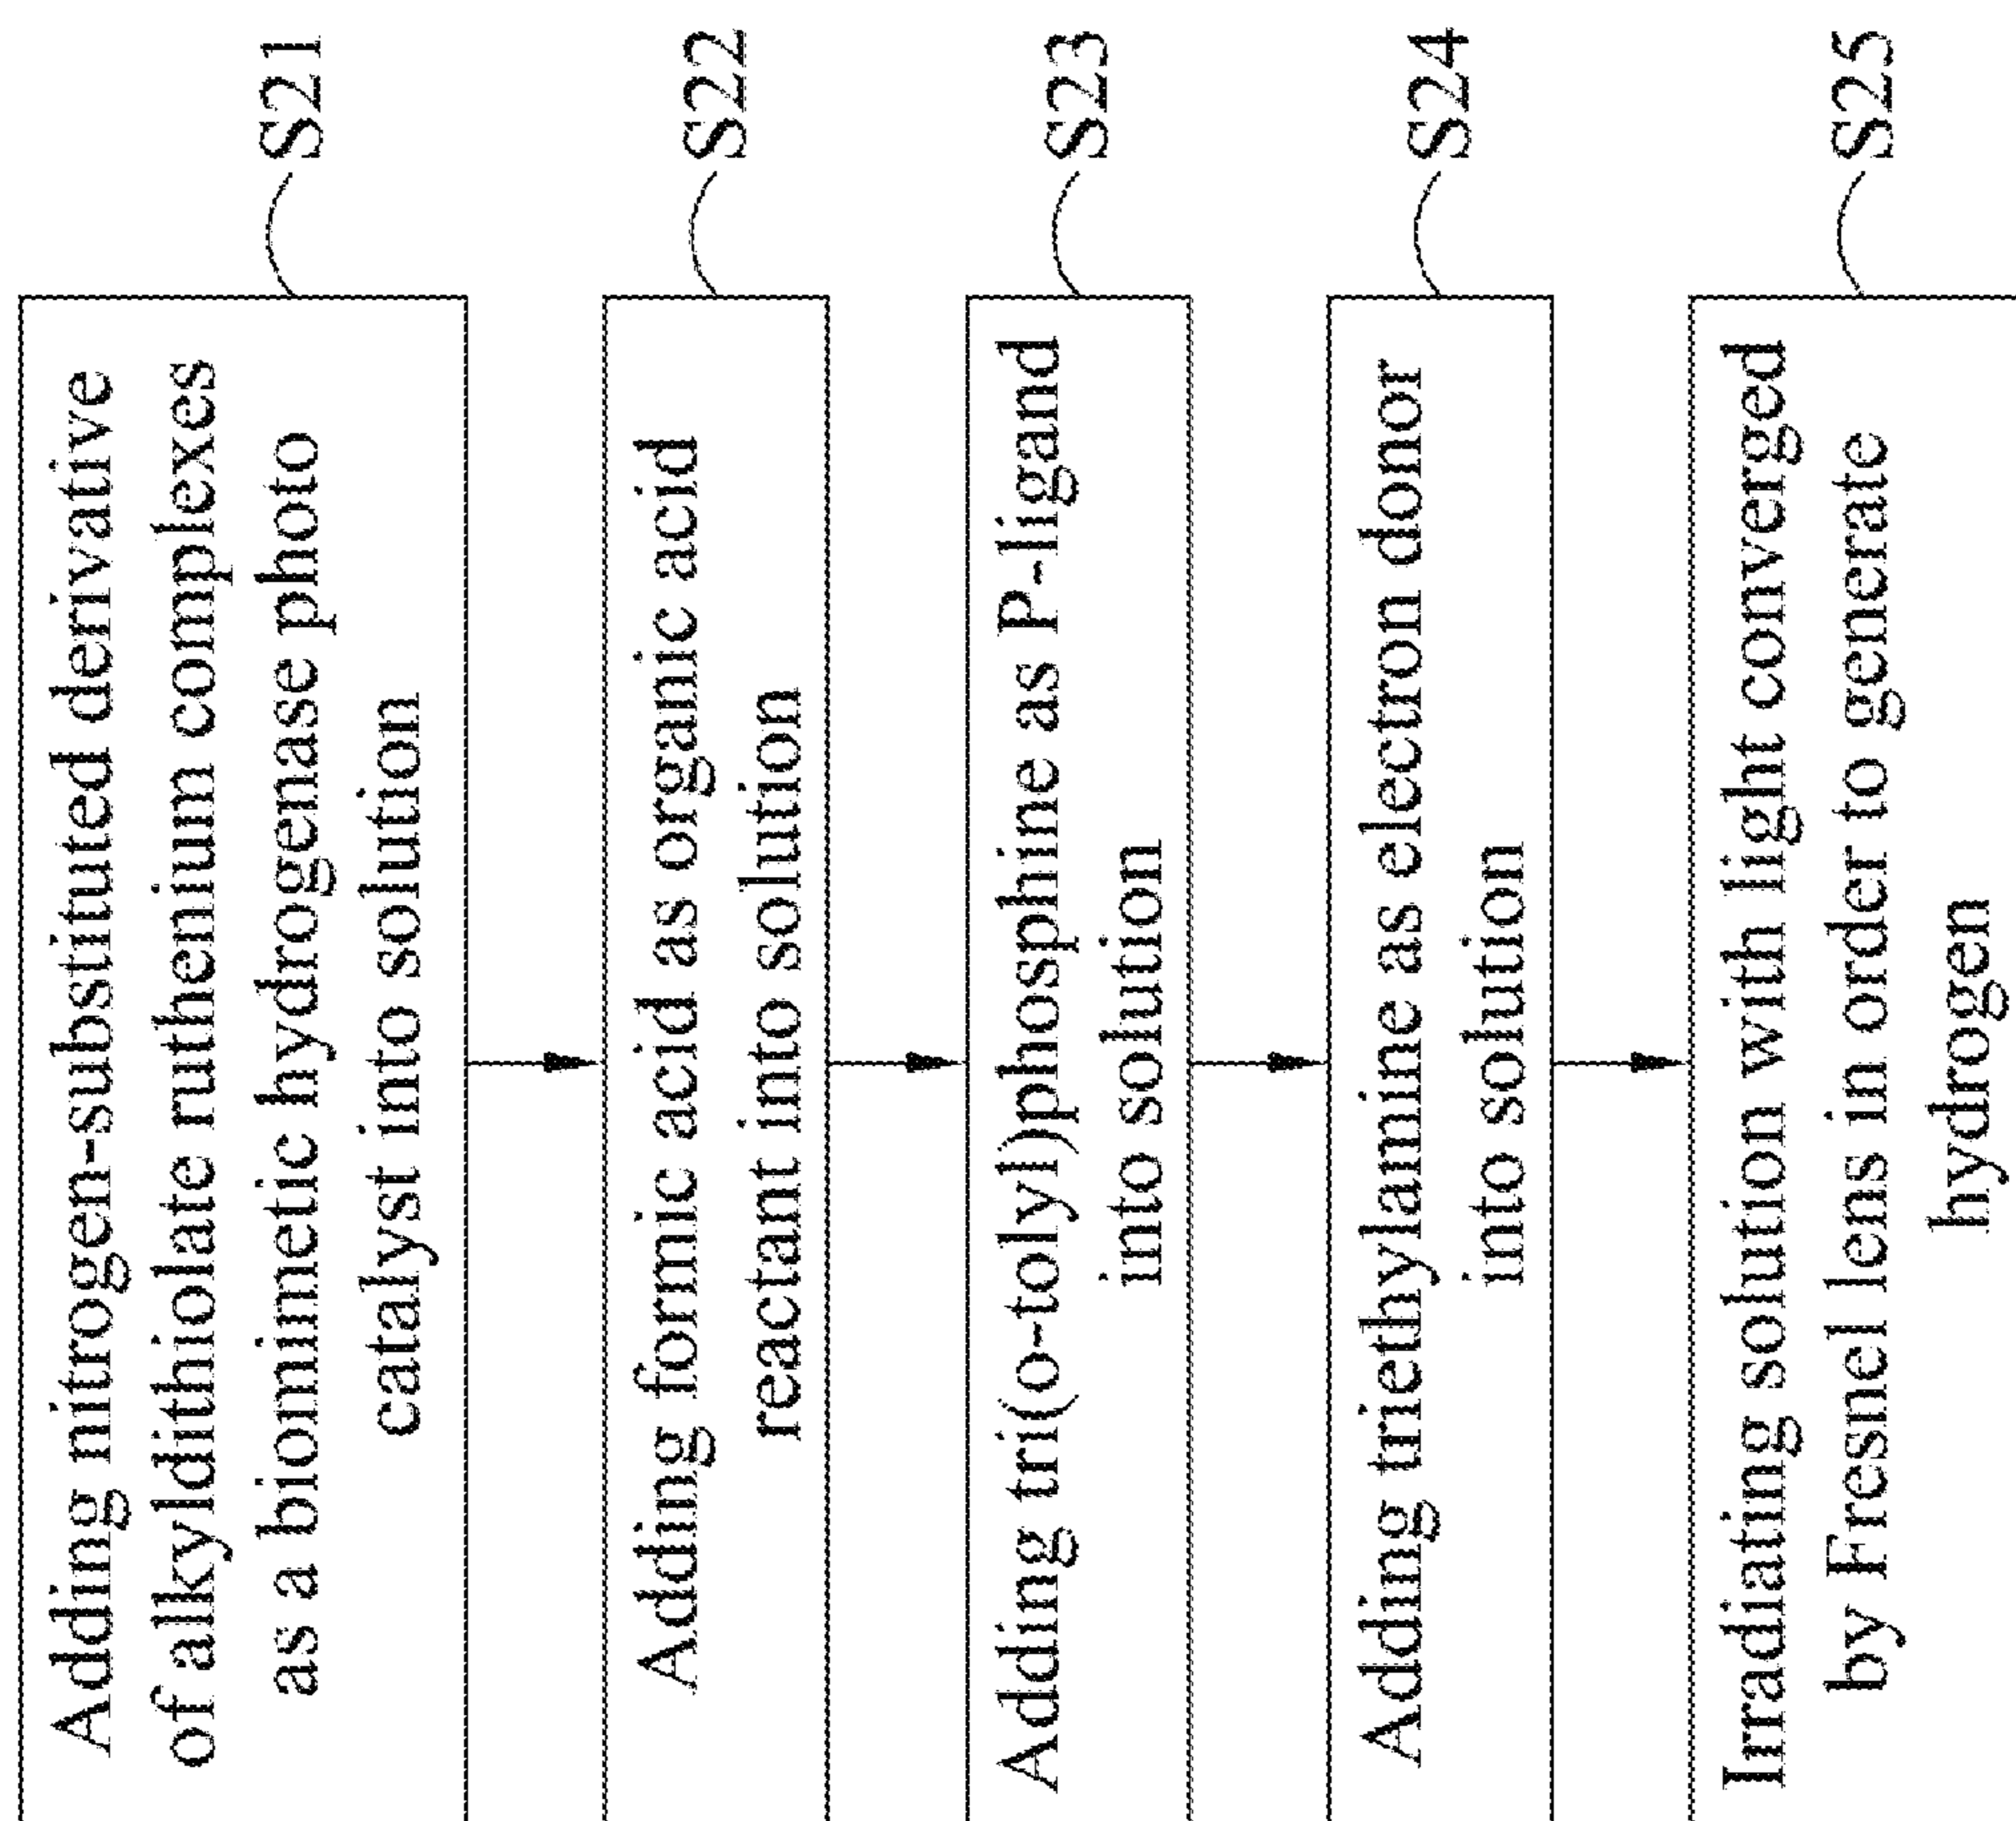 Adding nitrogen-substituted derivative
of alkyldithiolate ruthenium complexes
as a biomimetic hydrogenase photo
catalyst into solution
S21
Adding formic acid as organic acid
reactant into solution
S22
Adding tri(o-tolyl)phosphine as P-ligand
into solution
S23
Adding triethylamine as electron donor
into solution
S24
Irradiating solution with light converged
by Fresnel lens in order to generate
hydrogen
S25